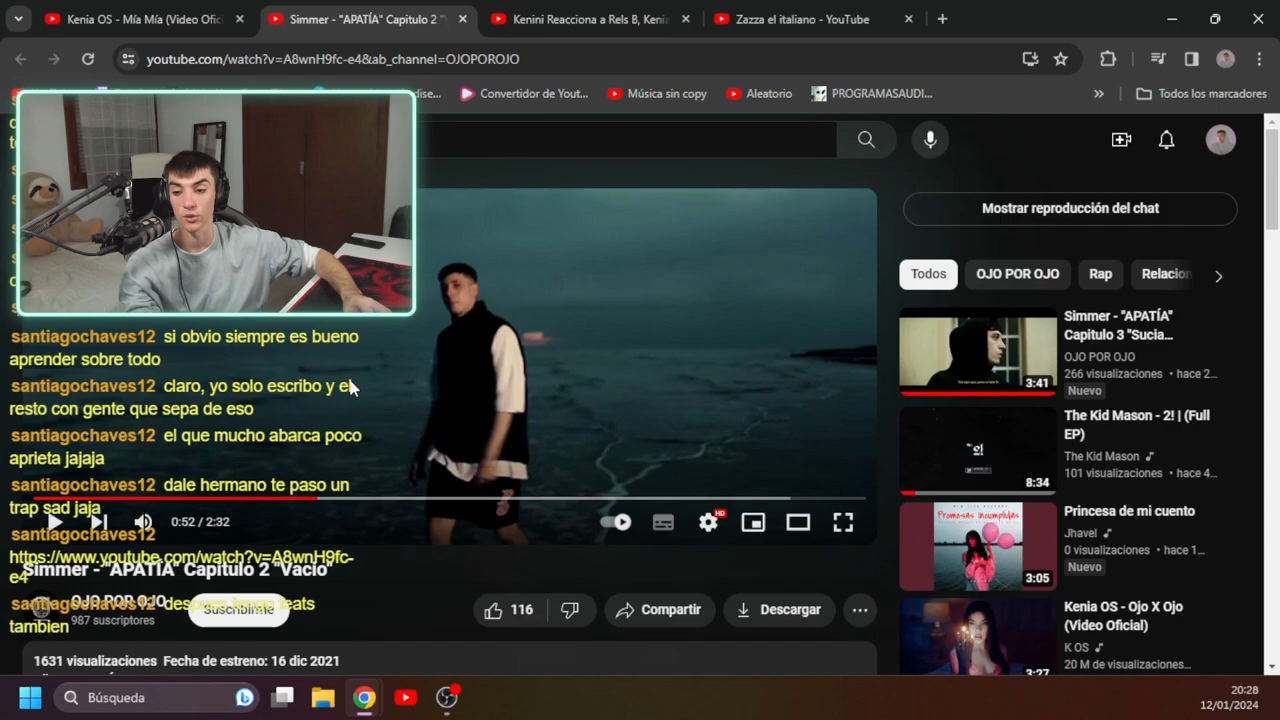 Kenia OS - Mía Mía (Video Ofic
Simmer - "APATÍA" Capitulo 2 "
Kenini Reacciona a Rels B, Kenia
Zazza el italiano - YouTube
youtube.com/watch?v=A8wnH9fc-e4&ab_channel=OJOPOROJO
Convertidor de Yout...
Música sin copy
Aleatorio
PROGRAMASAUDI...
Todos los marcadores
santiagochaves12 si obvio siempre es bueno
aprender sobre todo
santiagochaves12 claro, yo solo escribo y el
resto con gente que sepa de eso
santiagochaves12 el que mucho abarca poco
aprieta jajaja
santiagochaves12 dale hermano te paso un
trap sad jaja
santiagochaves12
https://www.youtube.com/watch?v=A8wnH9fc-
e4
santiagochaves12
tambien
0:52 / 2:32
HD
Simmer - "APATÍA" Capitulo 2 "Vacío"
OJO POR OJO
987 suscriptores
Suscribirme
116
Compartir
Descargar
1631 visualizaciones Fecha de estreno: 16 dic 2021
Mostrar reproducción del chat
Todos
OJO POR OJO
Rap
Relacion
Simmer - "APATÍA"
Capitulo 3 "Sucia...
OJO POR OJO
266 visualizaciones • hace 2...
Nuevo
3:41
The Kid Mason - 2! | (Full
EP)
The Kid Mason
101 visualizaciones • hace 4...
8:34
Princesa de mi cuento
Jhavel
0 visualizaciones • hace 1...
Nuevo
3:05
Kenia OS - Ojo X Ojo
(Video Oficial)
K OS
20 M de visualizaciones...
3:27
Búsqueda
20:28
12/01/2024